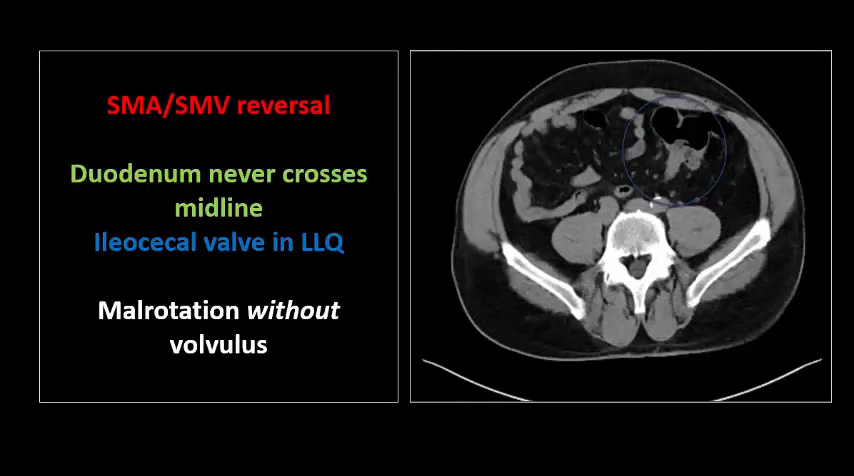 SMA/SMV reversal
Duodenum never crosses
midline
Ileocecal valve in LLQ
Malrotation without
volvulus